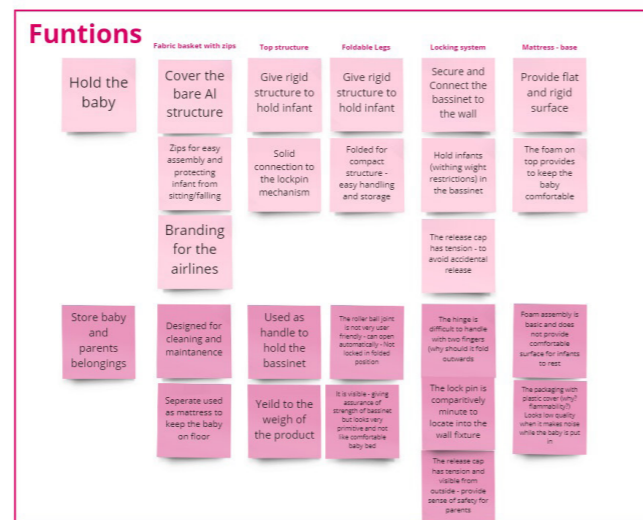 Funtions
Fabric basket with zips
Top structure
Foldable Legs
Locking system
Mattress - base
Hold the
baby
Cover the
bare Al
structure
Give rigid
structure to
hold infant
Give rigid
structure to
hold infant
Secure and
Connect the
bassinet to
the wall
Provide flat
and rigid
surface
Zips for easy
assembly and
protecting
infant from
sitting/falling
Solid
connection to
the lockpin
mechanism
Folded for
compact
structure -
easy handling
and storage
Hold infants
(withing wight
restrictions) in
the bassinet
The foam on
top provides
to keep the
baby
comfortable
Branding
for the
airlines
The release cap
has tension - to
avoid accidental
release
Store baby
and
parents
belongings
Designed for
cleaning and
maintanence
Used as
handle to
hold the
bassinet
The roller ball joint
is not very user
friendly - can open
automatically - Not
locked in folded
position
The hinge is
difficult to handle
with two fingers
(why should it fold
outwards
Foam assembly is
basic and does
not provide
comfortable
surface for infants
to rest
Seperate used
as mattress to
keep the baby
on floor
Yeild to the
weigh of
the product
It is visible - giving
assurance of
strength of bassinet
but looks very
primitive and not
like comfortable
baby bed
The lock pin is
comparitively
minute to
locate into the
wall fixture
The packaging with
plastic cover (why?
flammability?)
Looks low quality
when it makes noise
while the baby is put
in
The release cap
has tension and
visible from
outside - provide
sense of safety for
parents